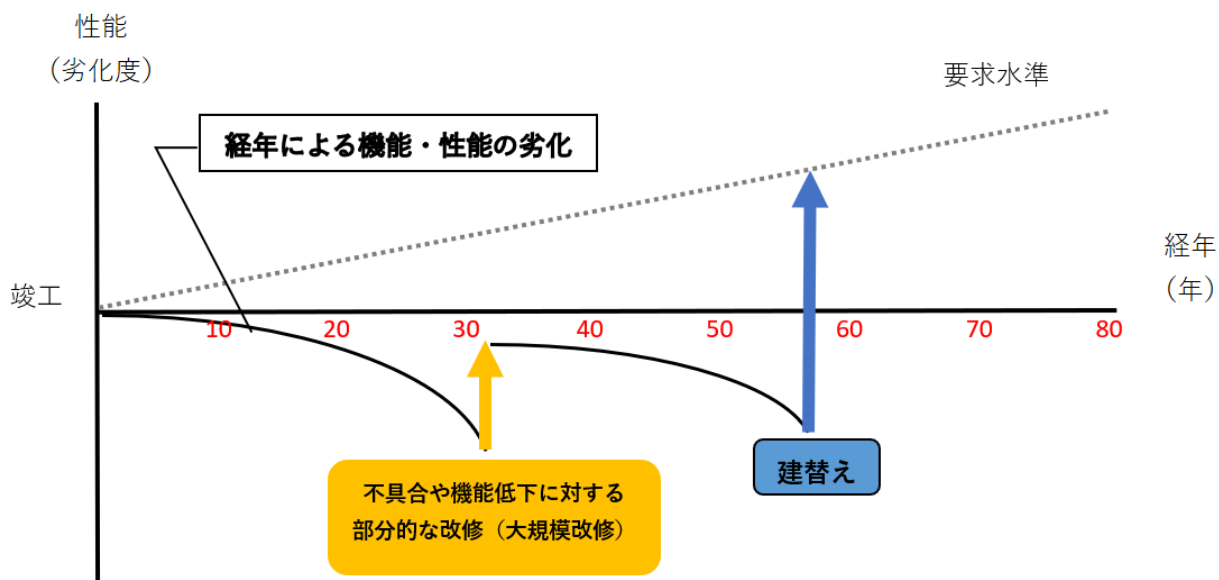 性能
（劣化度）
要求水準
経年による機能・性能の劣化
経年
（年）
竣工
10 20 30 40 50 60 70 80
不具合や機能低下に対する
部分的な改修（大規模改修）
建替え